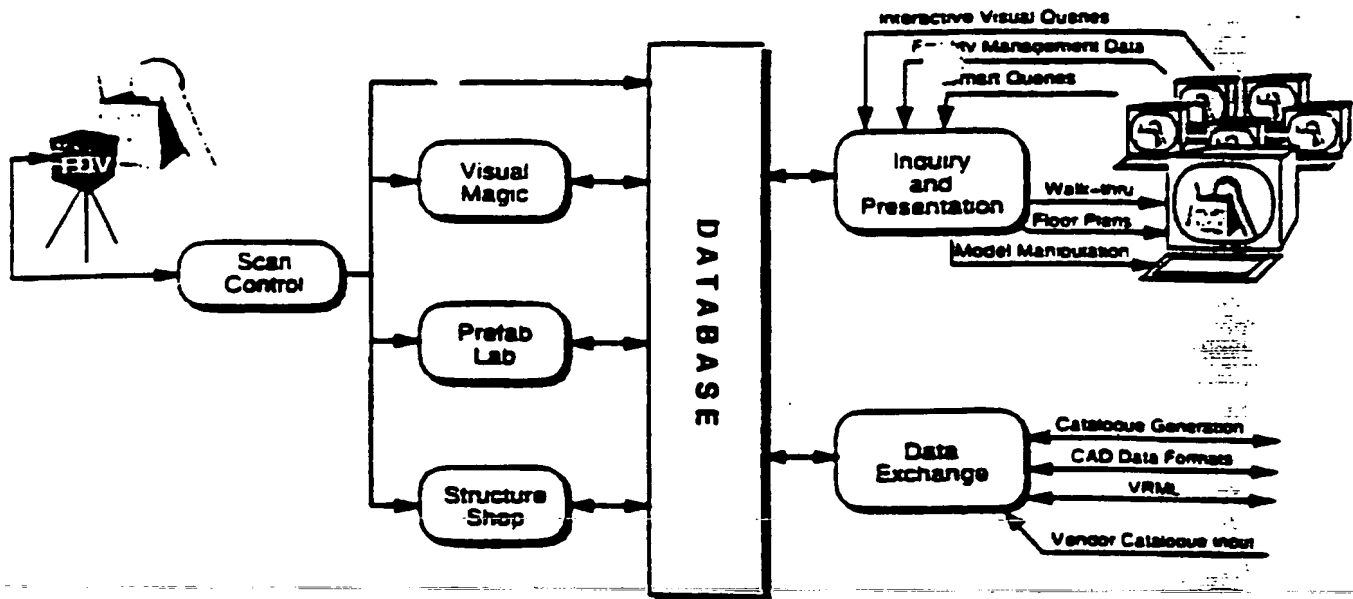 Interactive Visual Queries
Management Data
Queries
Visual
Magic
Inquiry
and
Presentation
Walk-thru
Floor Plans
Model Manipulation
Scan
Control
DATABASE
Prefab
Lab
Structure
Shop
Data
Exchange
Catalogue Generation
CAD Data Formats
VRML
Vendor Catalogue Input